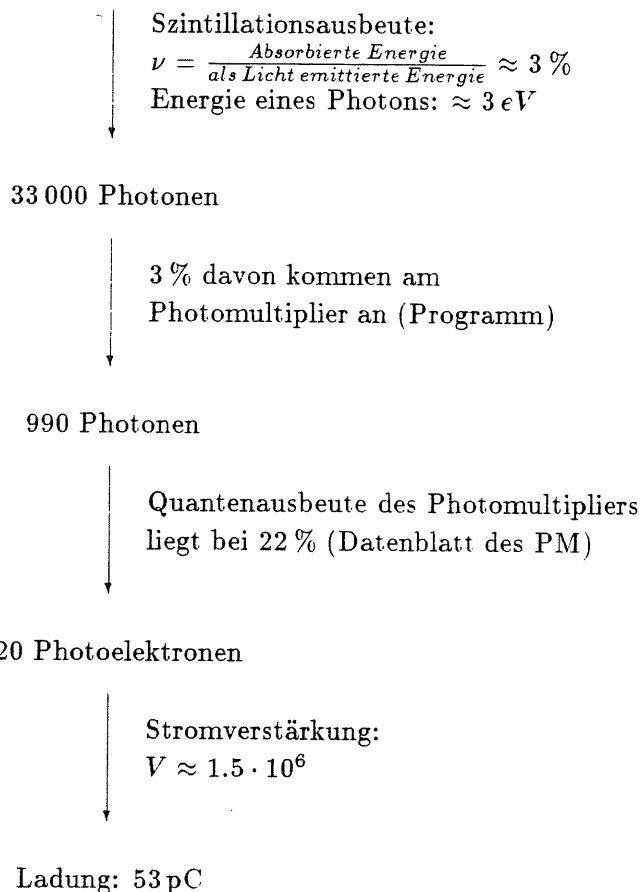 Szintillationsausbeute:
ν = Absorbierte Energie / als Licht emittierte Energie ≈ 3 %
Energie eines Photons: ≈ 3 eV
33 000 Photonen
3 % davon kommen am
Photomultiplier an (Programm)
990 Photonen
Quantenausbeute des Photomultipliers
liegt bei 22 % (Datenblatt des PM)
20 Photoelektronen
Stromverstärkung:
V ≈ 1.5 · 10⁶
Ladung: 53 pC